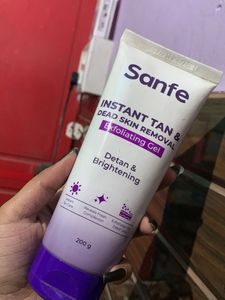 Sanfe
INSTANT TAN &
DEAD SKIN REMOVAL
Exfoliating Gel
Detan &
Brightening
200 g